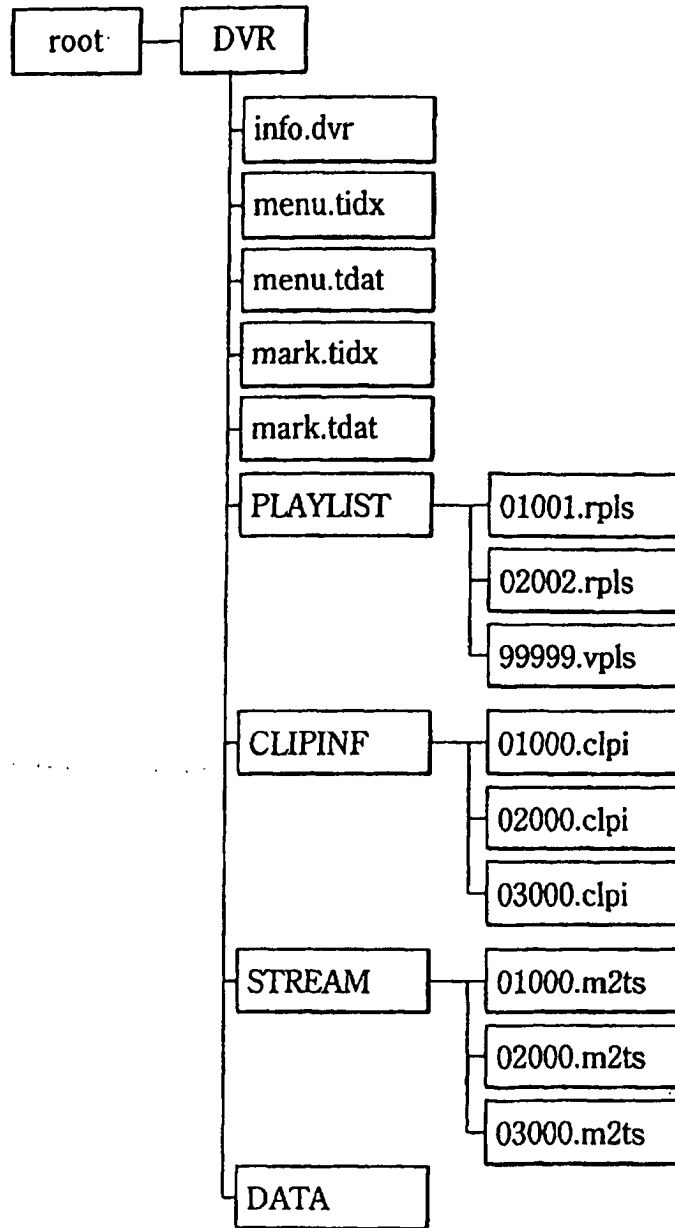 root DVR
info.dvr
menu.tidx
menu.tdat
mark.tidx
mark.tdat
PLAYLIST 01001.rpls
02002.rpls
99999.vpls
CLIPINF 01000.clpi
02000.clpi
03000.clpi
STREAM 01000.m2ts
02000.m2ts
03000.m2ts
DATA